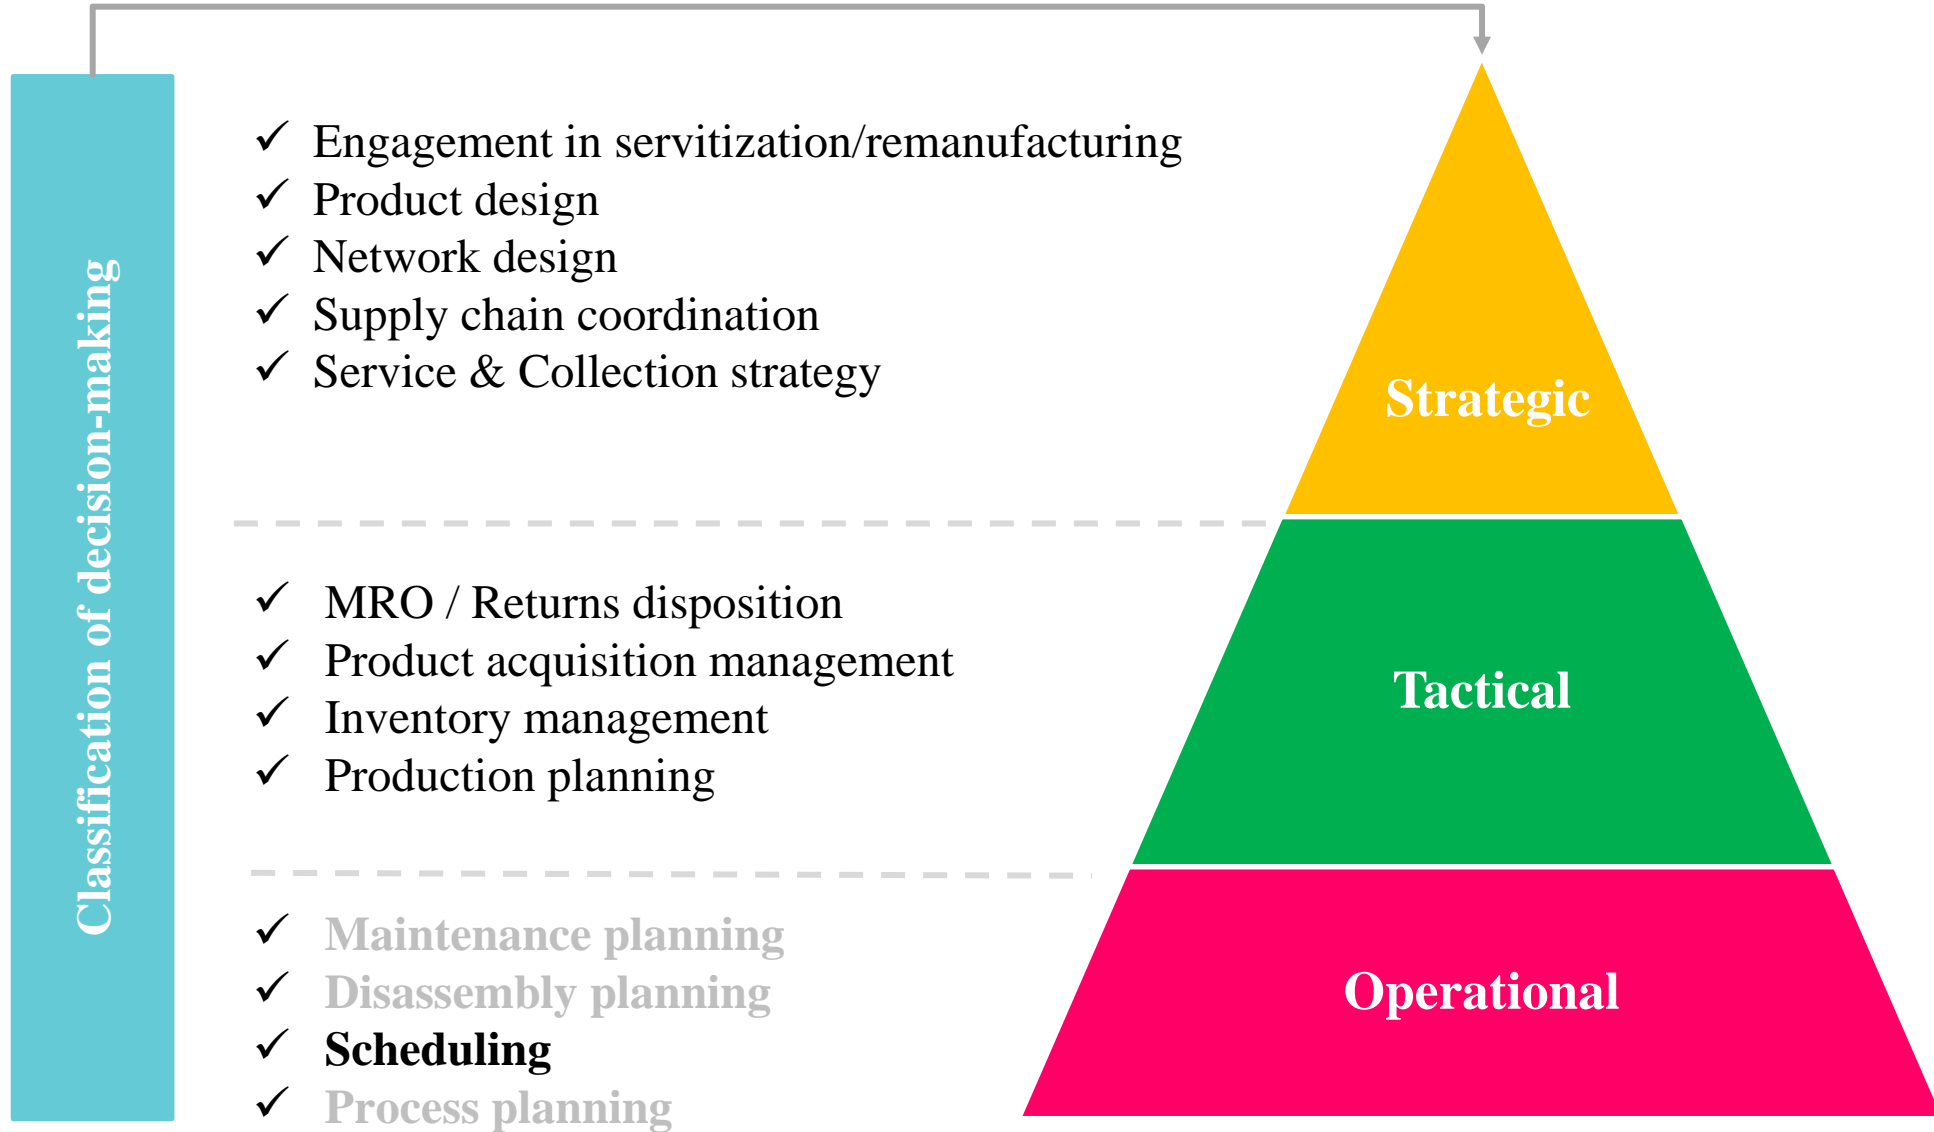 Classification of decision-making
✓ Engagement in servitization/remanufacturing
✓ Product design
✓ Network design
✓ Supply chain coordination
✓ Service & Collection strategy
Strategic
✓ MRO / Returns disposition
✓ Product acquisition management
✓ Inventory management
✓ Production planning
Tactical
✓ Maintenance planning
✓ Disassembly planning
✓ Scheduling
✓ Process planning
Operational